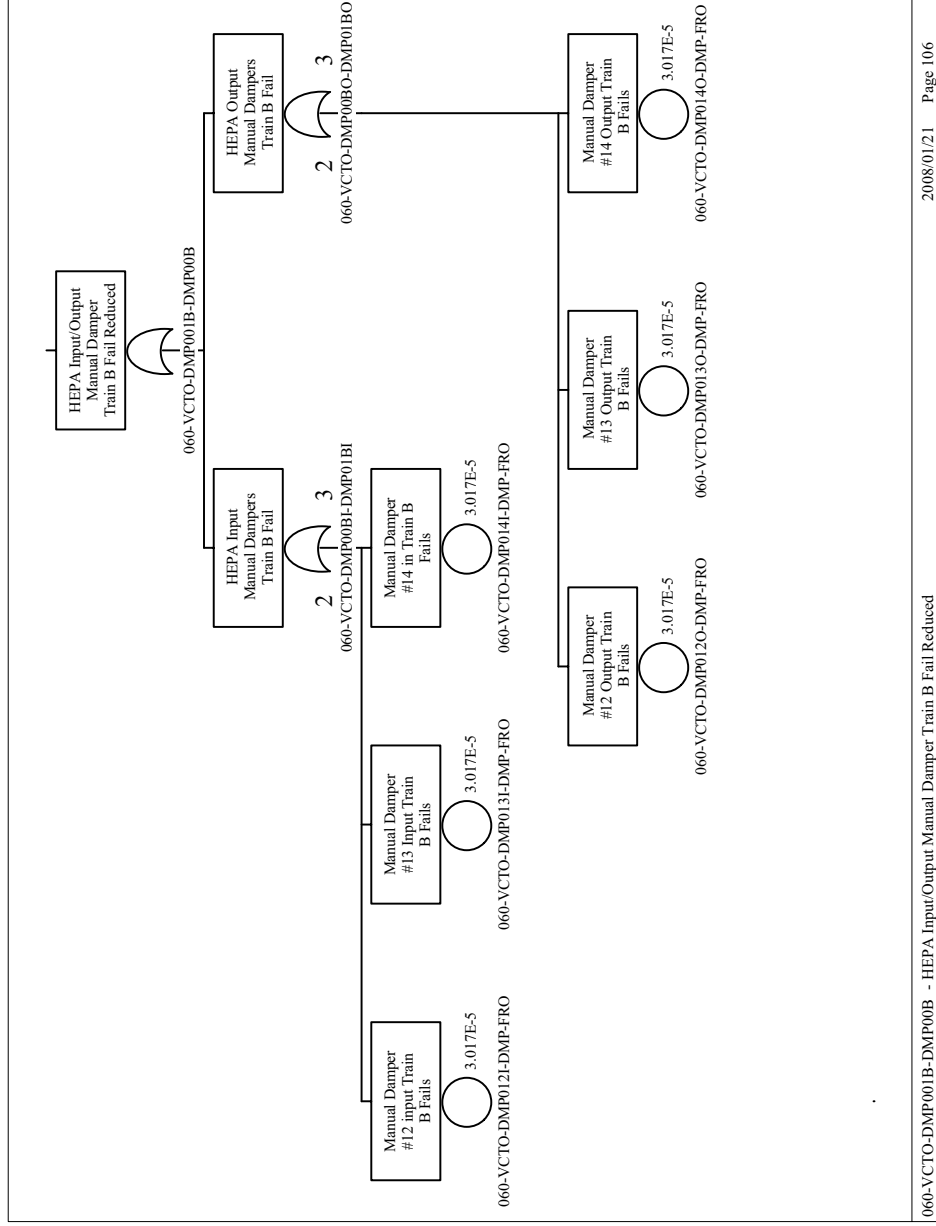 HEPA Input/Output
Manual Damper
Train B Fail Reduced
060-VCTO-DMP001B-DMP00B
HEPA Input
Manual Dampers
Train B Fail
2
3
060-VCTO-DMP00BI-DMP01BI
HEPA Output
Manual Dampers
Train B Fail
2
3
060-VCTO-DMP00BO-DMP01BO
Manual Damper
#12 input Train
B Fails
3.017E-5
060-VCTO-DMP012I-DMP-FRO
Manual Damper
#13 Input Train
B Fails
3.017E-5
060-VCTO-DMP013I-DMP-FRO
Manual Damper
#14 in Train B
Fails
3.017E-5
060-VCTO-DMP014I-DMP-FRO
Manual Damper
#12 Output Train
B Fails
3.017E-5
060-VCTO-DMP012O-DMP-FRO
Manual Damper
#13 Output Train
B Fails
3.017E-5
060-VCTO-DMP013O-DMP-FRO
Manual Damper
#14 Output Train
B Fails
3.017E-5
060-VCTO-DMP014O-DMP-FRO
060-VCTO-DMP001B-DMP00B - HEPA Input/Output Manual Damper Train B Fail Reduced 2008/01/21 Page 106